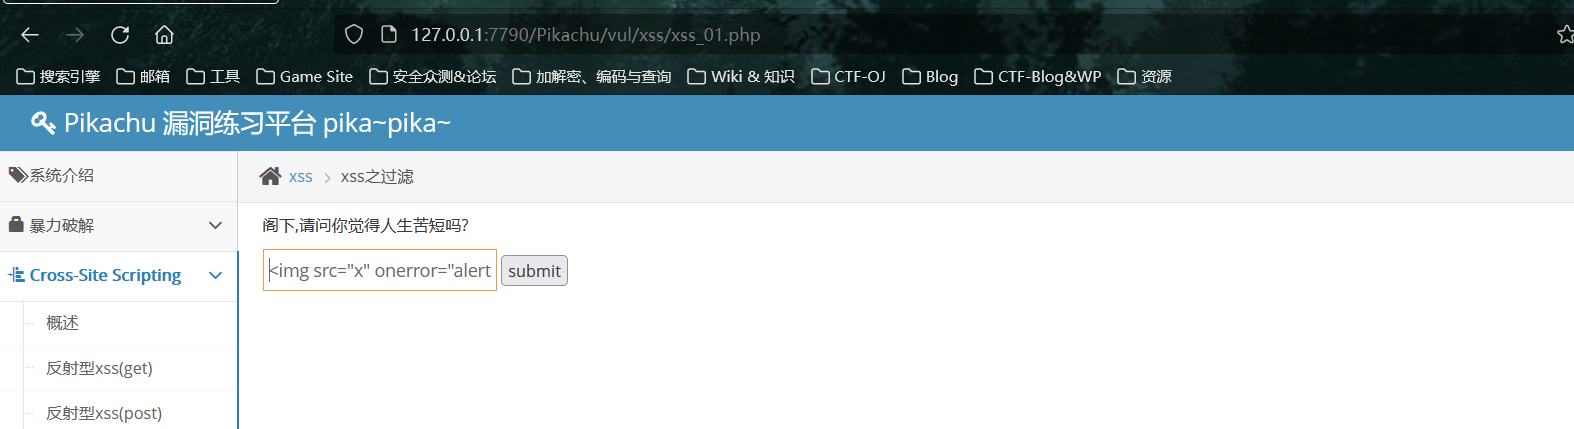 127.0.0.1:7790/Pikachu/vul/xss/xss_01.php
搜索引擎 邮箱 工具 Game Site 安全众测&论坛 加解密、编码与查询 Wiki & 知识 CTF-OJ Blog CTF-Blog&WP 资源
Pikachu 漏洞练习平台 pika~pika~
系统介绍
xss > xss之过滤
暴力破解
阁下,请问你觉得人生苦短吗?
<img src="x" onerror="alert submit
Cross-Site Scripting
概述
反射型xss(get)
反射型xss(post)